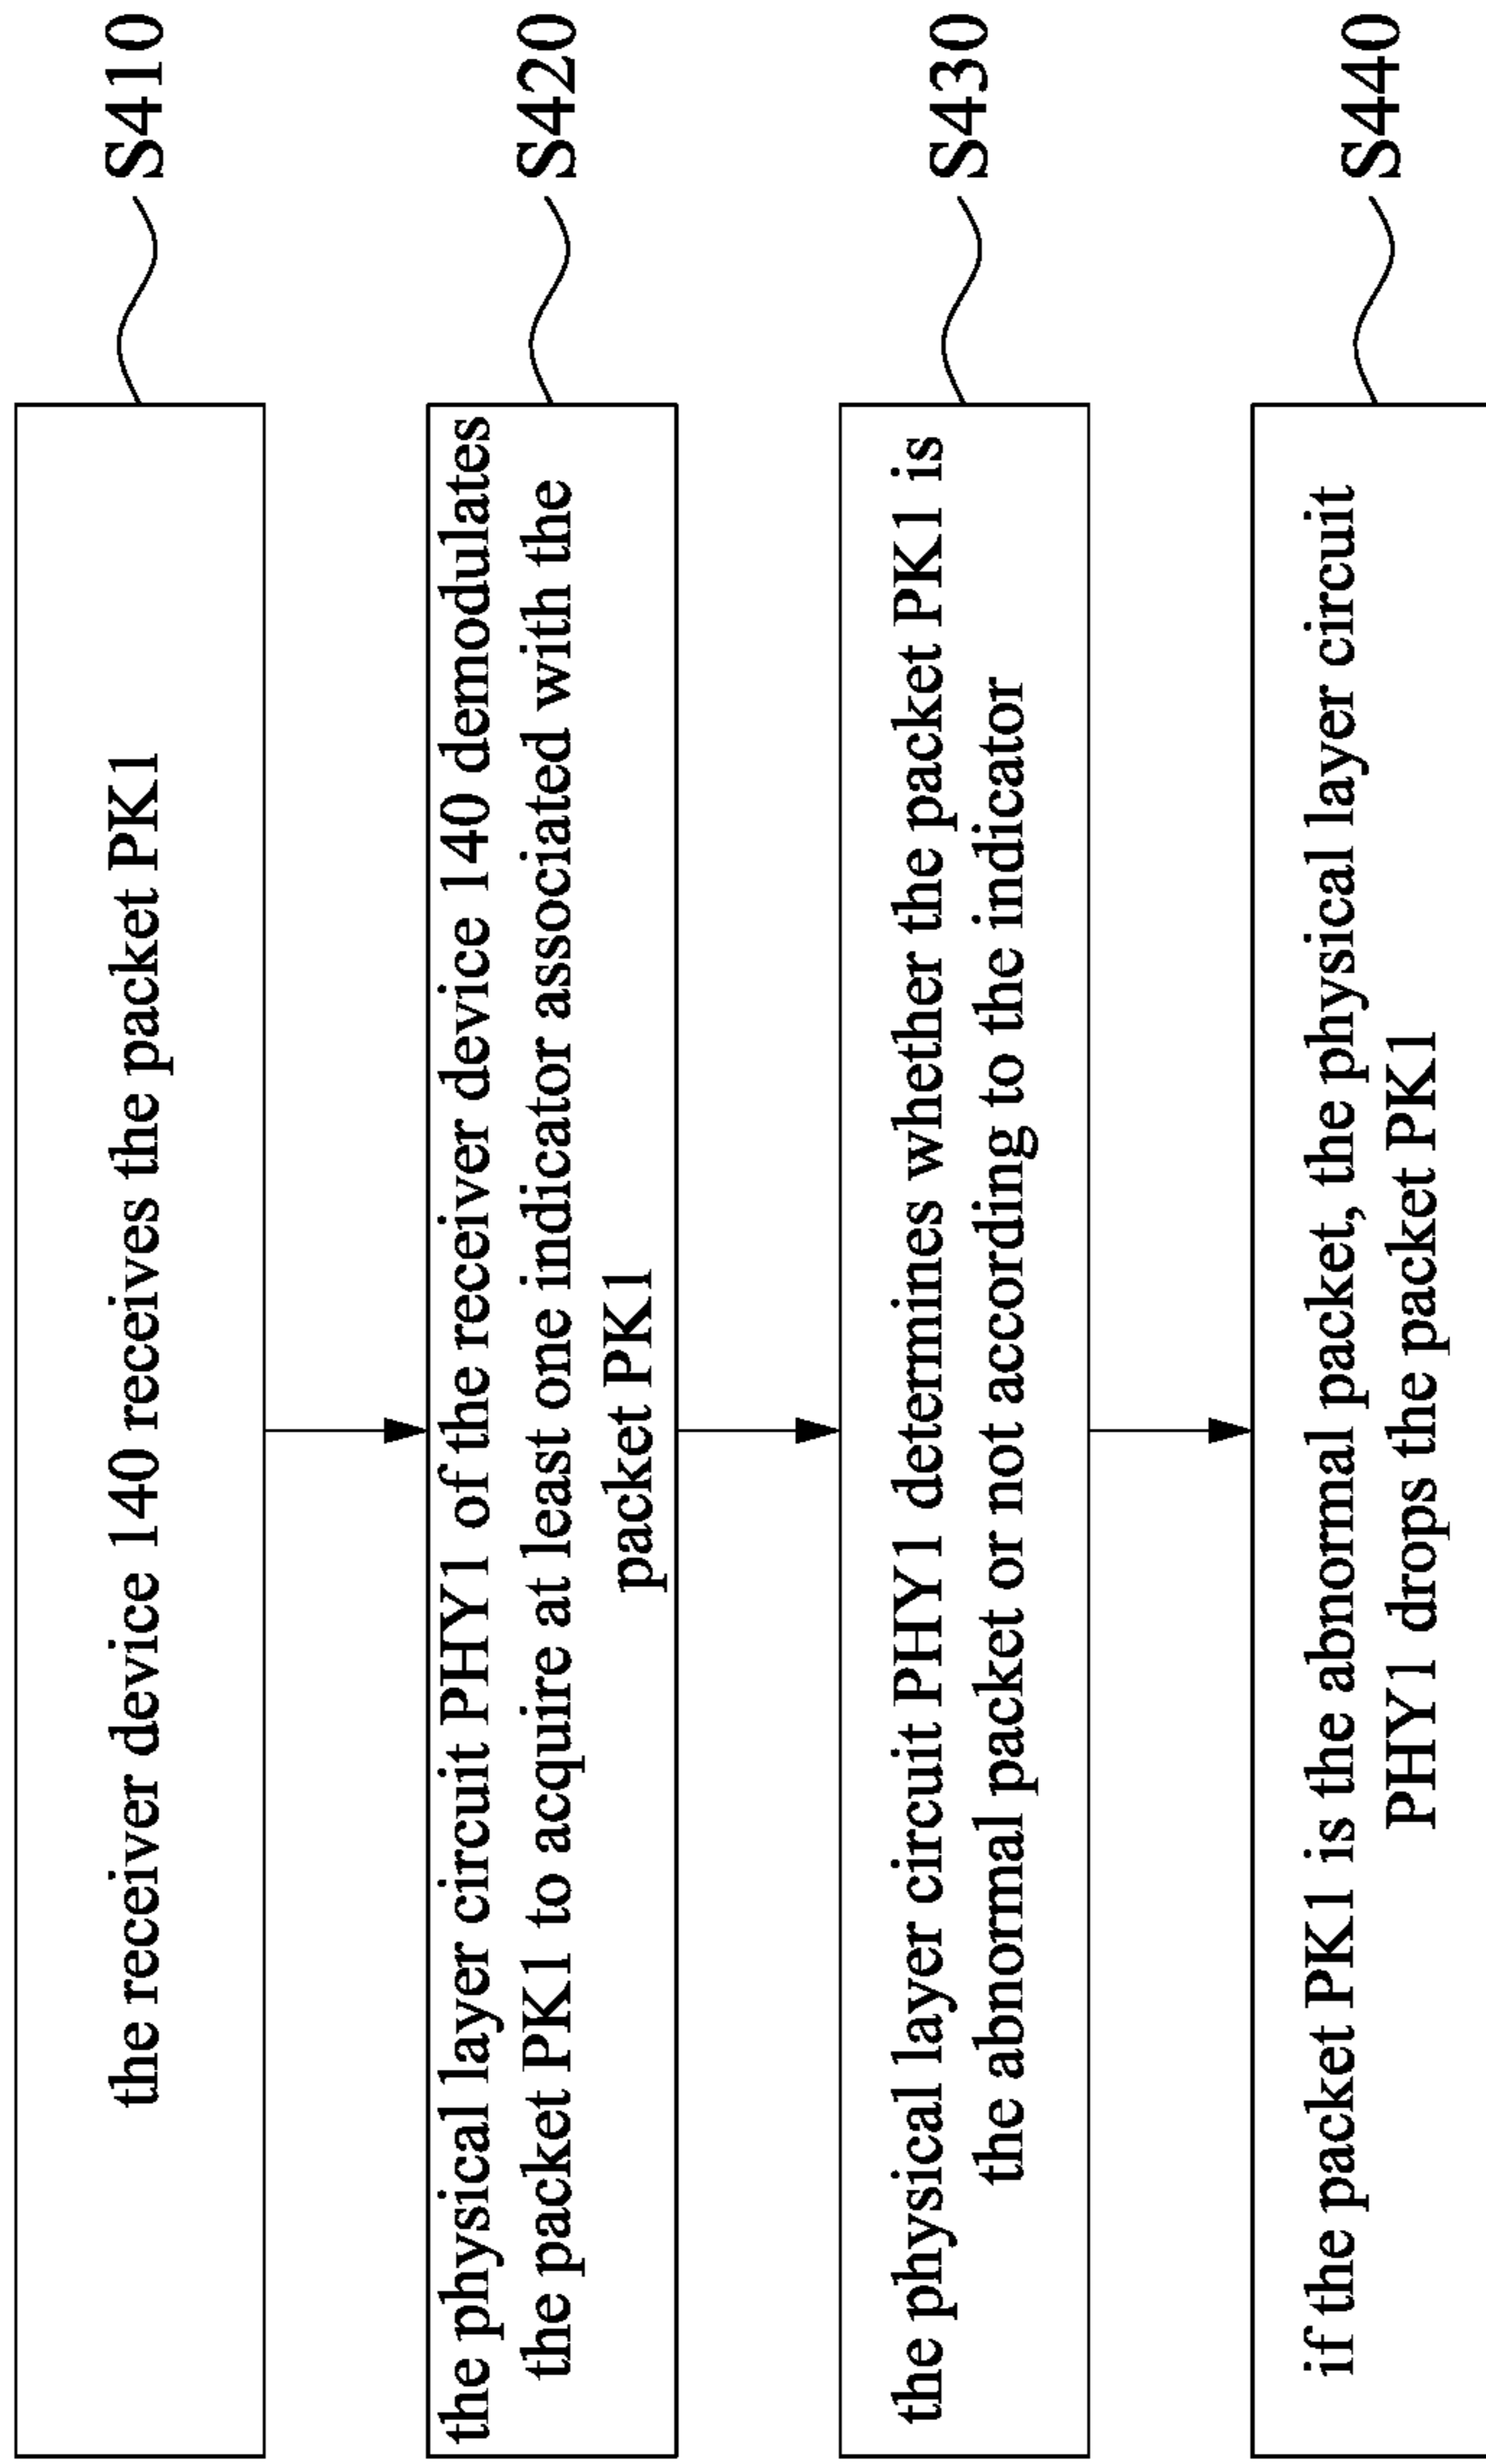 the receiver device 140 receives the packet PK1
S410
the physical layer circuit PHY1 of the receiver device 140 demodulates
the packet PK1 to acquire at least one indicator associated with the
packet PK1
S420
the physical layer circuit PHY1 determines whether the packet PK1 is
the abnormal packet or not according to the indicator
S430
if the packet PK1 is the abnormal packet, the physical layer circuit
PHY1 drops the packet PK1
S440